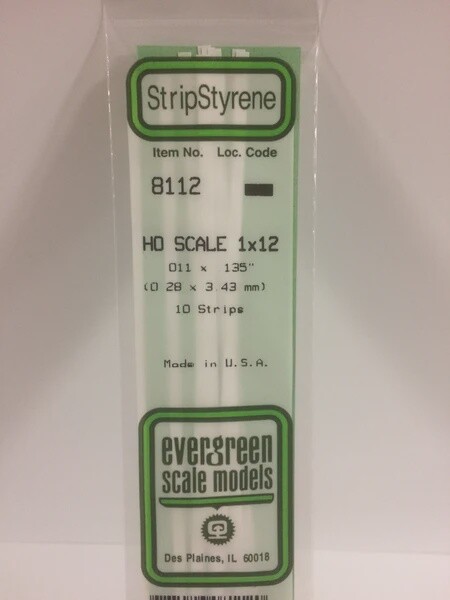 StripStyrene
Item No. Loc. Code
8112
HO SCALE 1x12
.011 x .135"
(0.28 x 3.43 mm)
10 Strips
Made in U.S.A.
evergreen
scale models
Des Plaines, IL 60018